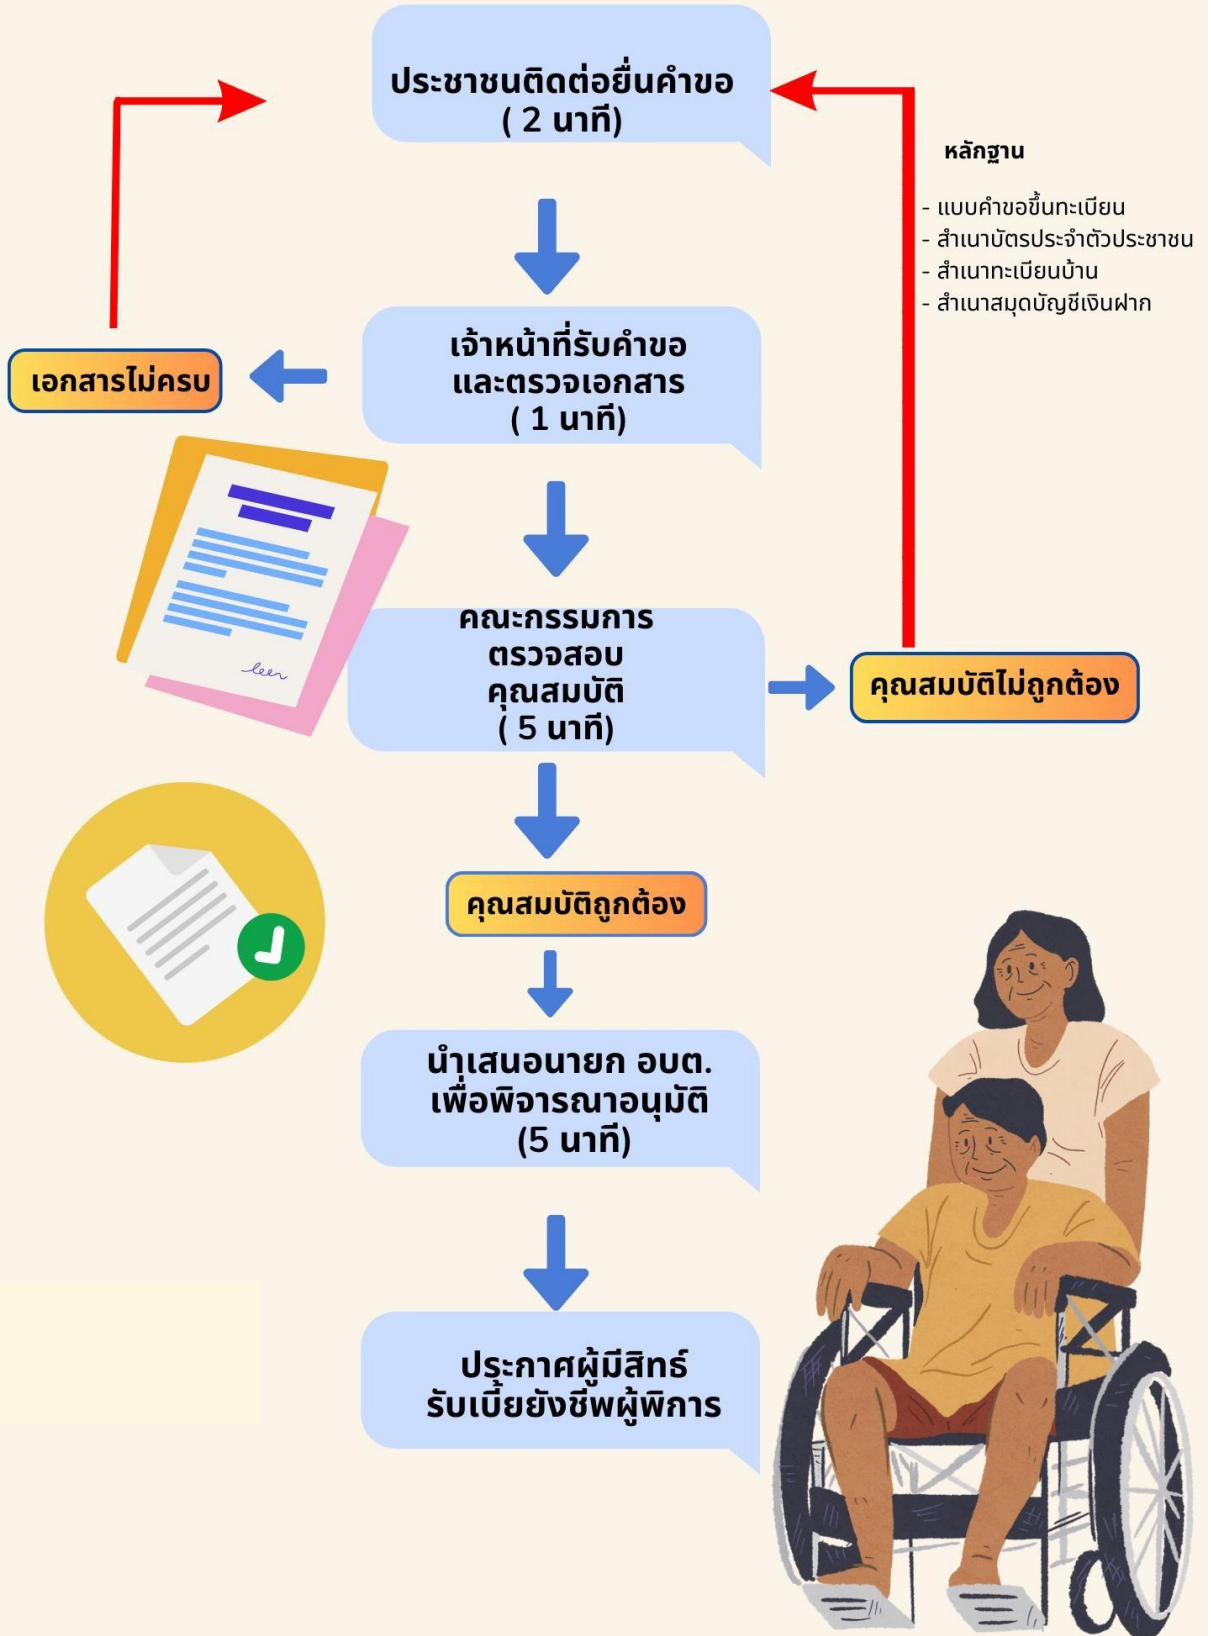 ประชาชนติดต่อยื่นคำขอ
( 2 นาที)
หลักฐาน
- แบบคำขอขึ้นทะเบียน
- สำเนาบัตรประจำตัวประชาชน
- สำเนาทะเบียนบ้าน
- สำเนาสมุดบัญชีเงินฝาก
เจ้าหน้าที่รับคำขอ
และตรวจเอกสาร
( 1 นาที)
เอกสารไม่ครบ
คณะกรรมการ
ตรวจสอบ
คุณสมบัติ
( 5 นาที)
คุณสมบัติไม่ถูกต้อง
คุณสมบัติถูกต้อง
นำเสนอนายก อบต.
เพื่อพิจารณาอนุมัติ
(5 นาที)
ประกาศผู้มีสิทธ์
รับเบี้ยยังชีพผู้พิการ